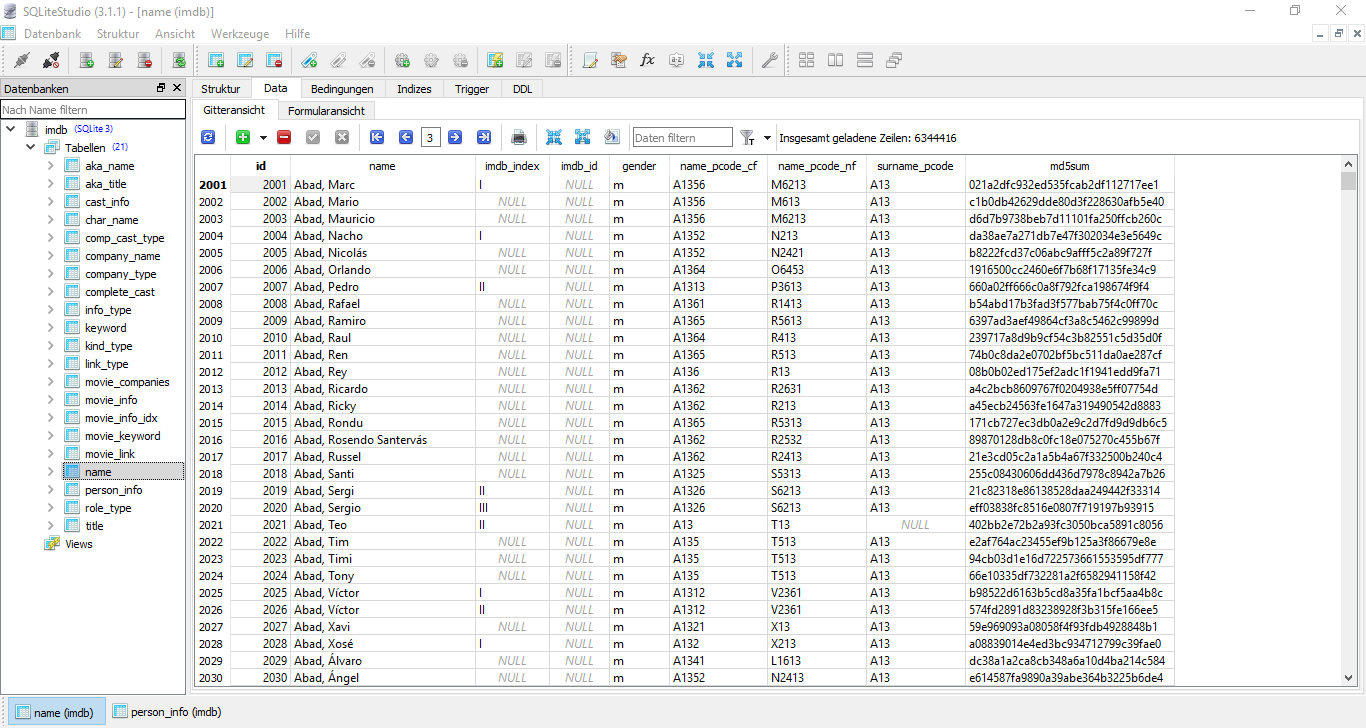 SQLiteStudio (3.1.1) - [name (imdb)]
Datenbank Struktur Ansicht Werkzeuge Hilfe
Datenbanken
Struktur Data Bedingungen Indizes Trigger DDL
Nach Name filtern
Gitteransicht Formularansicht
imdb (SQLite 3)
Tabellen (21)
aka_name
aka_title
cast_info
char_name
comp_cast_type
company_name
company_type
complete_cast
info_type
keyword
kind_type
link_type
movie_companies
movie_info
movie_info_idx
movie_keyword
movie_link
name
person_info
role_type
title
Views
3 Daten filtern Insgesamt geladene Zeilen: 6344416
id name imdb_index imdb_id gender name_pcode_cf name_pcode_nf surname_pcode md5sum
2001 2001 Abad, Marc I NULL m A1356 M6213 A13 021a2dfc932ed535fcab2df112717ee1
2002 2002 Abad, Mario NULL NULL m A1356 M613 A13 c1b0db42629dde80d3f228630afb5e40
2003 2003 Abad, Mauricio NULL NULL m A1356 M6213 A13 d6d7b9738beb7d11101fa250ffcb260c
2004 2004 Abad, Nacho I NULL m A1352 N213 A13 da38ae7a271db7e47f302034e3e5649c
2005 2005 Abad, Nicolás NULL NULL m A1352 N2421 A13 b8222fcd37c06abc9afff5c2a89f727f
2006 2006 Abad, Orlando NULL NULL m A1364 O6453 A13 1916500cc2460e6f7b68f17135fe34c9
2007 2007 Abad, Pedro II NULL m A1313 P3613 A13 660a02ff666c0a8f792fca198674f9f4
2008 2008 Abad, Rafael NULL NULL m A1361 R1413 A13 b54abd17b3fad3f577bab75f4c0ff70c
2009 2009 Abad, Ramiro NULL NULL m A1365 R5613 A13 6397ad3aef49864cf3a8c5462c99899d
2010 2010 Abad, Raul NULL NULL m A1364 R413 A13 239717a8d9b9cf54c3b82551c5d35d0f
2011 2011 Abad, Ren NULL NULL m A1365 R513 A13 74b0c8da2e0702bf5bc511da0ae287cf
2012 2012 Abad, Rey NULL NULL m A136 R13 A13 08b0b02ed175ef2adc1f1941edd9fa71
2013 2013 Abad, Ricardo NULL NULL m A1362 R2631 A13 a4c2bcb8609767f0204938e5ff07754d
2014 2014 Abad, Ricky NULL NULL m A1362 R213 A13 a45ecb24563fe1647a319490542d8883
2015 2015 Abad, Rondu NULL NULL m A1365 R5313 A13 171cb727ec3db0a2e9c2d7fd9d9db6c5
2016 2016 Abad, Rosendo Santervás NULL NULL m A1362 R2532 A13 89870128db8c0fc18e075270c455b67f
2017 2017 Abad, Russel NULL NULL m A1362 R2413 A13 21e3cd05c2a1a5b4a67f332500b240c4
2018 2018 Abad, Santi NULL NULL m A1325 S5313 A13 255c08430606dd436d7978c8942a7b26
2019 2019 Abad, Sergi II NULL m A1326 S6213 A13 21c82318e86138528daa249442f33314
2020 2020 Abad, Sergio III NULL m A1326 S6213 A13 eff03838fc8516e0807f719197b93915
2021 2021 Abad, Teo II NULL m A13 T13 NULL 402bb2e72b2a93fc3050bca5891c8056
2022 2022 Abad, Tim NULL NULL m A135 T513 A13 e2af764ac23455ef9b125a3f86679e8e
2023 2023 Abad, Timi NULL NULL m A135 T513 A13 94cb03d1e16d722573661553595df777
2024 2024 Abad, Tony NULL NULL m A135 T513 A13 66e10335df732281a2f6582941158f42
2025 2025 Abad, Víctor I NULL m A1312 V2361 A13 b98522d6163b5cd8a35fa1bcf5aa4b8c
2026 2026 Abad, Víctor II NULL m A1312 V2361 A13 574fd2891d83238928f3b315fe166ee5
2027 2027 Abad, Xavi NULL NULL m A1321 X13 A13 59e969093a08058f4f93fdb4928848b1
2028 2028 Abad, Xosé I NULL m A132 X213 A13 a08839014e4ed3bc934712799c39fae0
2029 2029 Abad, Álvaro NULL NULL m A1341 L1613 A13 dc38a1a2ca8cb348a6a10d4ba214c584
2030 2030 Abad, Ángel NULL NULL m A1352 N2413 A13 e614587fa9890a39abe364b3225b6de4
name (imdb) person_info (imdb)